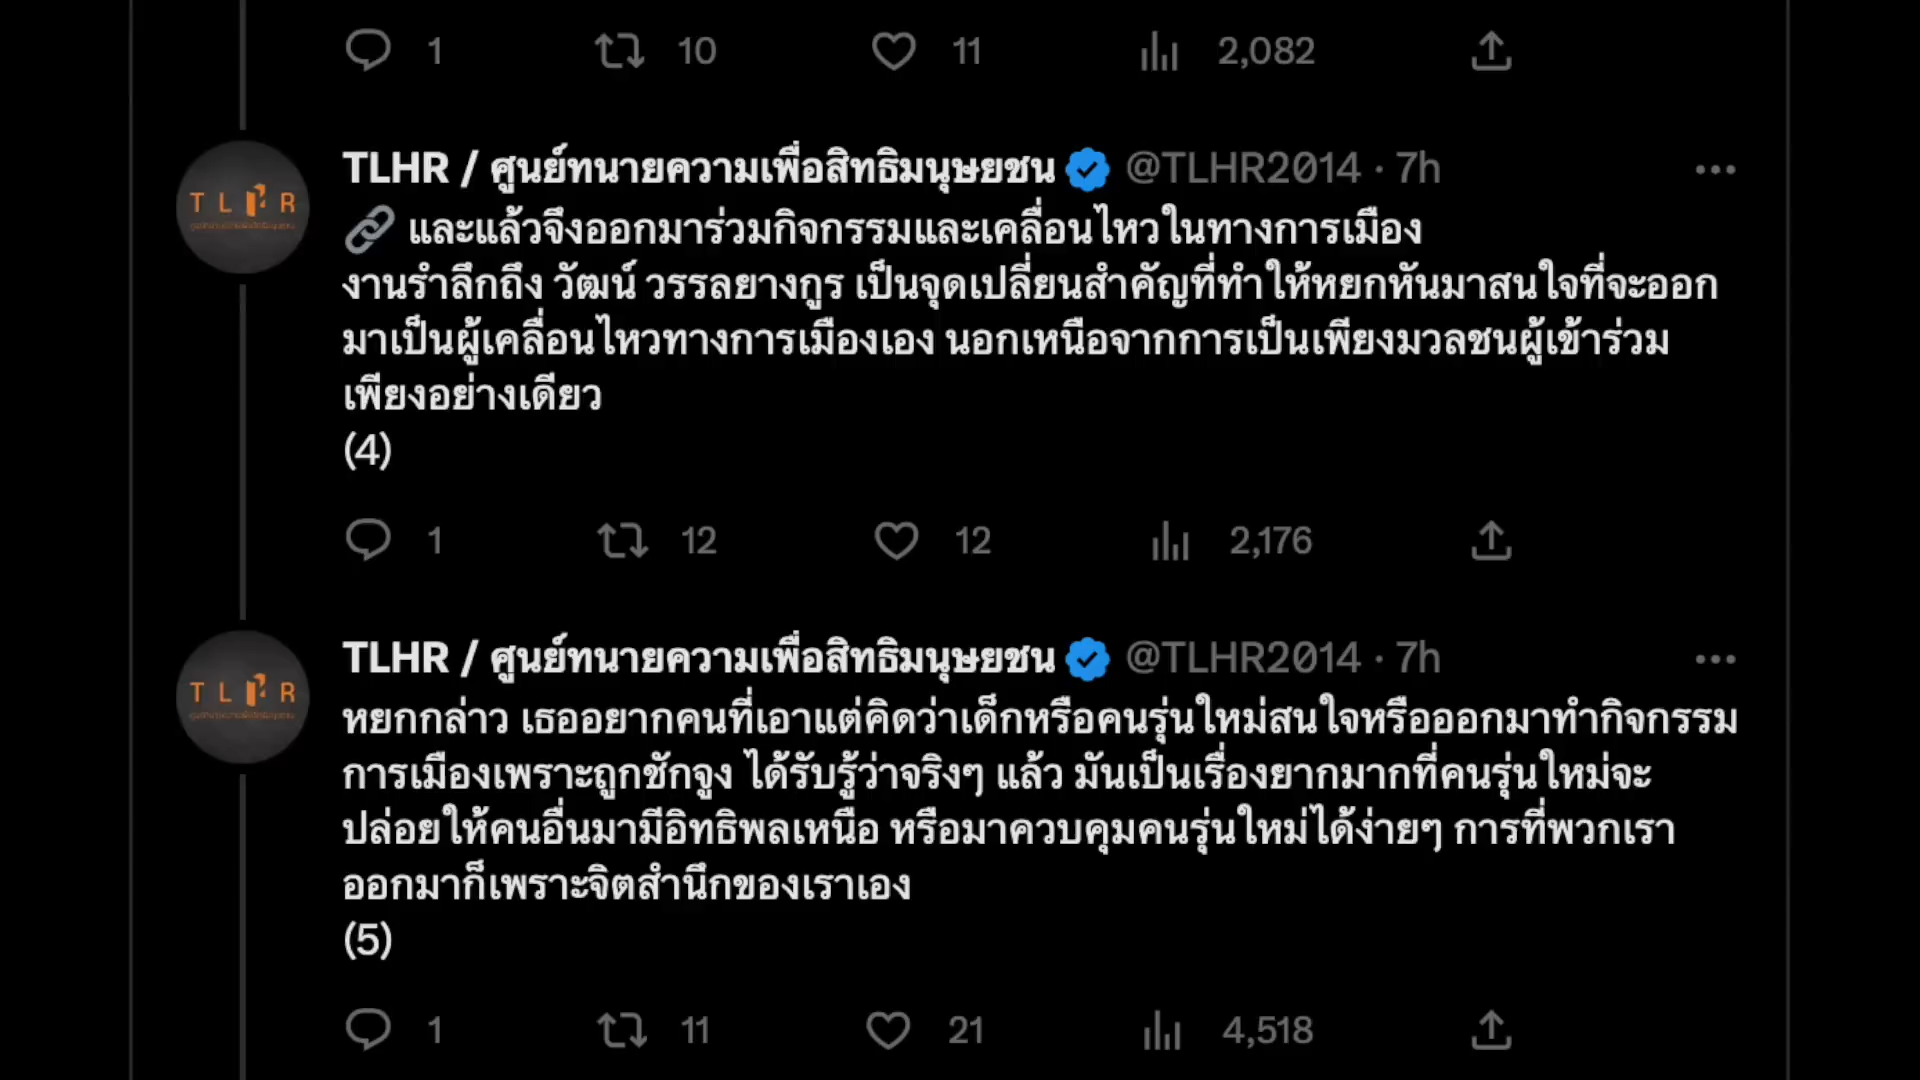 1 10 11 2,082
TLHR / ศูนย์ทนายความเพื่อสิทธิมนุษยชน @TLHR2014 · 7h
TLHR
🔗 และแล้วจึงออกมาร่วมกิจกรรมและเคลื่อนไหวในทางการเมือง
งานรำลึกถึง วัฒน์ วรรลยางกูร เป็นจุดเปลี่ยนสำคัญที่ทำให้หยกหันมาสนใจที่จะออก
มาเป็นผู้เคลื่อนไหวทางการเมืองเอง นอกเหนือจากการเป็นเพียงมวลชนผู้เข้าร่วม
เพียงอย่างเดียว
(4)
1 12 12 2,176
TLHR / ศูนย์ทนายความเพื่อสิทธิมนุษยชน @TLHR2014 · 7h
TLHR
หยกกล่าว เธออยากคนที่เอาแต่คิดว่าเด็กหรือคนรุ่นใหม่สนใจหรือออกมาทำกิจกรรม
การเมืองเพราะถูกชักจูง ได้รับรู้ว่าจริงๆ แล้ว มันเป็นเรื่องยากมากที่คนรุ่นใหม่จะ
ปล่อยให้คนอื่นมามีอิทธิพลเหนือ หรือมาควบคุมคนรุ่นใหม่ได้ง่ายๆ การที่พวกเรา
ออกมาก็เพราะจิตสำนึกของเราเอง
(5)
1 11 21 4,518